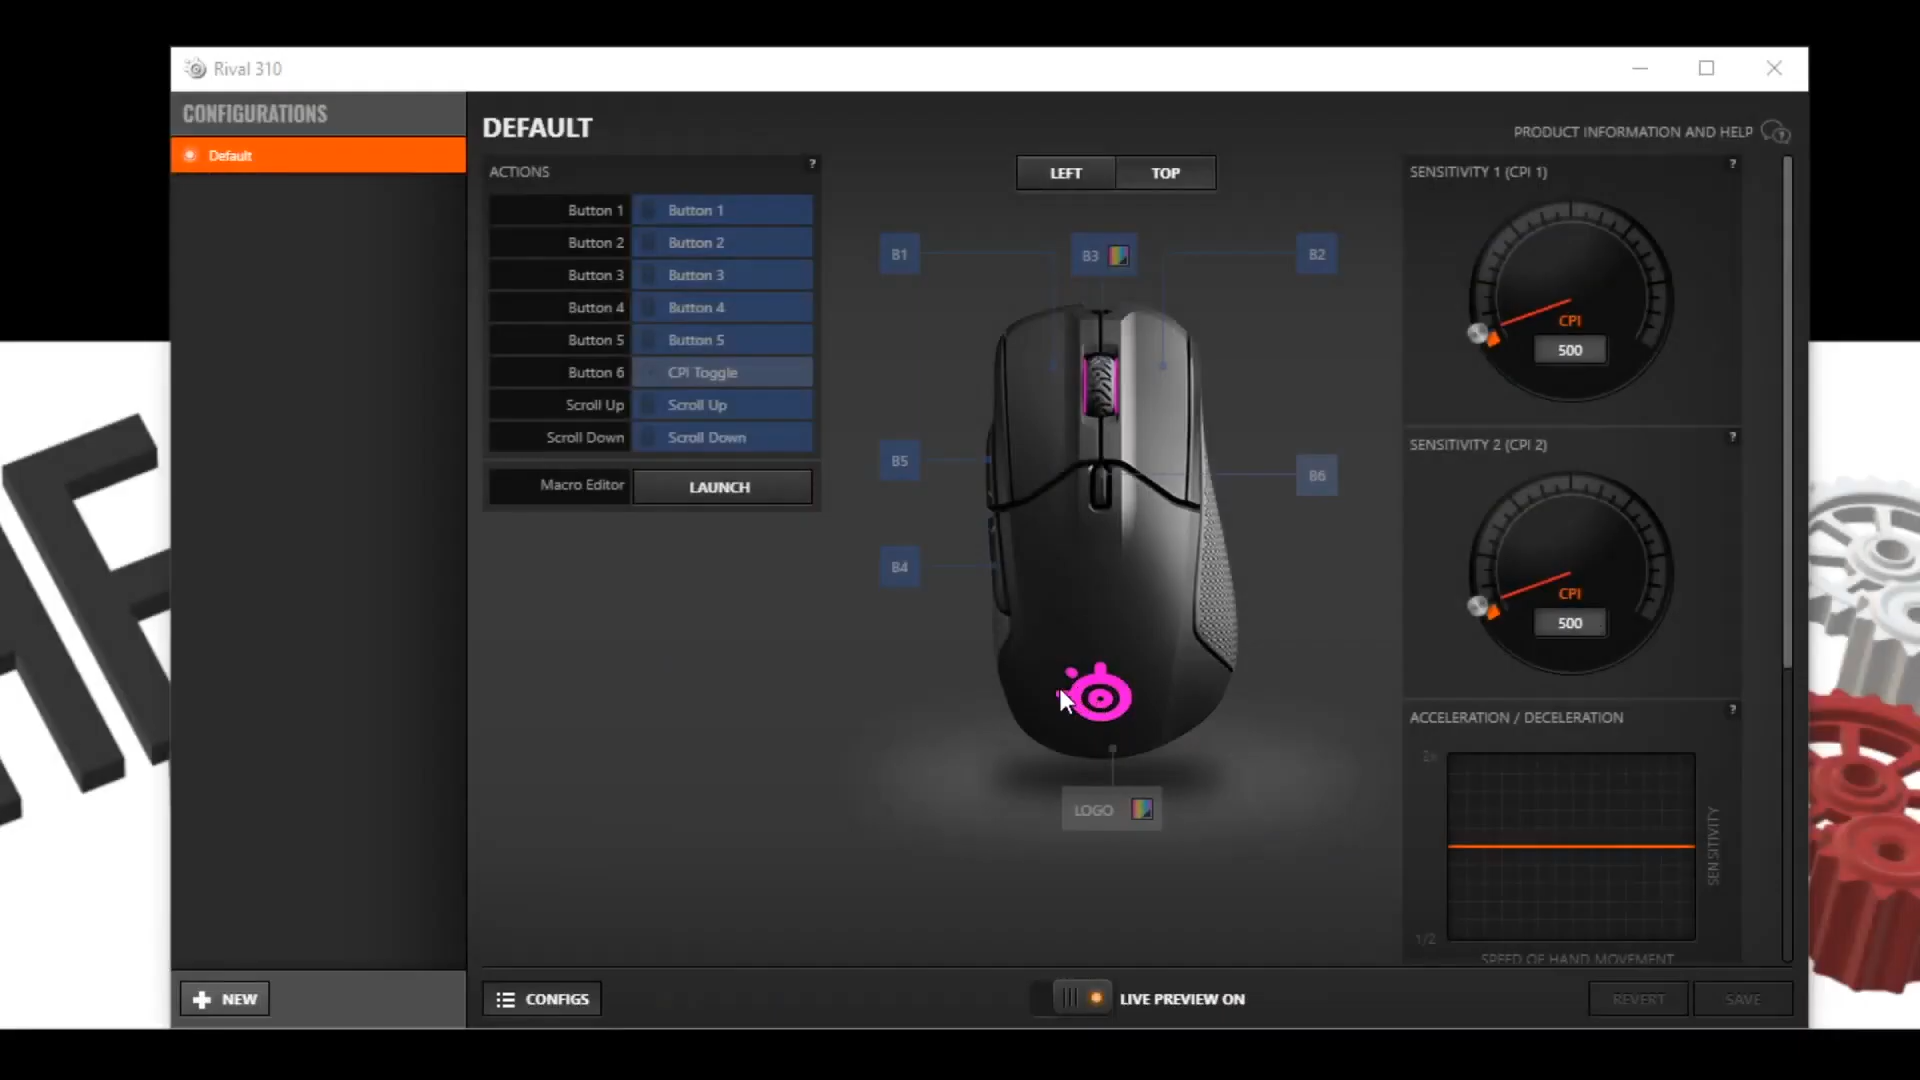 Rival 310
CONFIGURATIONS
Default
DEFAULT
PRODUCT INFORMATION AND HELP
ACTIONS ?
Button 1 Button 1
Button 2 Button 2
Button 3 Button 3
Button 4 Button 4
Button 5 Button 5
Button 6 CPI Toggle
Scroll Up Scroll Up
Scroll Down Scroll Down
Macro Editor LAUNCH
LEFT TOP
B1 B3 B2
B5 B6
B4
LOGO
SENSITIVITY 1 (CPI 1) ?
CPI
500
SENSITIVITY 2 (CPI 2) ?
CPI
500
ACCELERATION / DECELERATION ?
2x
SENSITIVITY
1/2
SPEED OF HAND MOVEMENT
NEW
CONFIGS
LIVE PREVIEW ON
REVERT SAVE